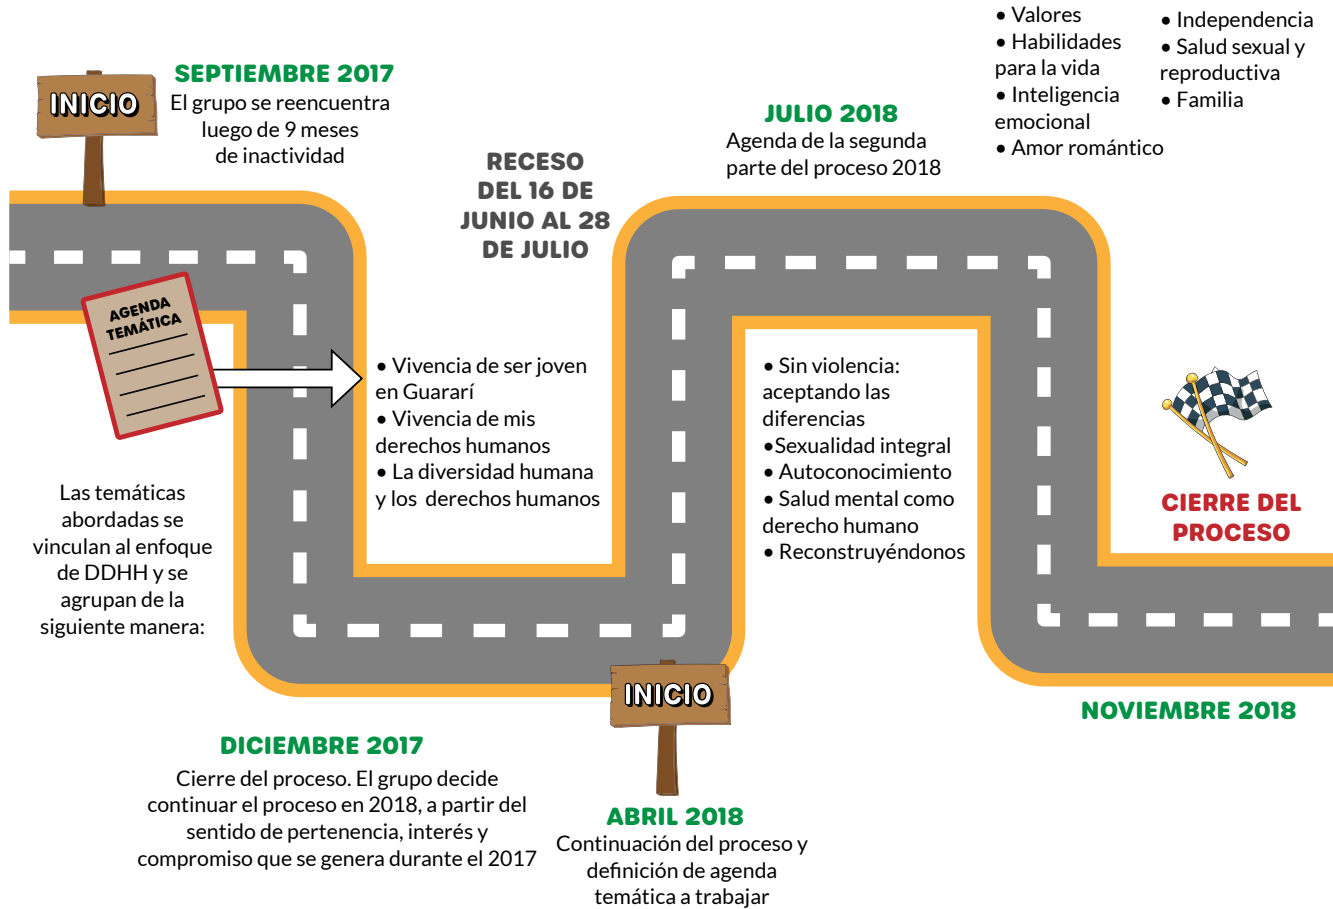 INICIO
SEPTIEMBRE 2017
El grupo se reencuentra
luego de 9 meses
de inactividad
AGENDA
TEMÁTICA
Las temáticas
abordadas se
vinculan al enfoque
de DDHH y se
agrupan de la
siguiente manera:
• Vivencia de ser joven
en Guararí
• Vivencia de mis
derechos humanos
• La diversidad humana
y los derechos humanos
DICIEMBRE 2017
Cierre del proceso. El grupo decide
continuar el proceso en 2018, a partir del
sentido de pertenencia, interés y
compromiso que se genera durante el 2017
INICIO
ABRIL 2018
Continuación del proceso y
definición de agenda
temática a trabajar
• Sin violencia:
aceptando las
diferencias
•Sexualidad integral
• Autoconocimiento
• Salud mental como
derecho humano
• Reconstruyéndonos
RECESO
DEL 16 DE
JUNIO AL 28
DE JULIO
JULIO 2018
Agenda de la segunda
parte del proceso 2018
• Valores
• Habilidades
para la vida
• Inteligencia
emocional
• Amor romántico
• Independencia
• Salud sexual y
reproductiva
• Familia
CIERRE DEL
PROCESO
NOVIEMBRE 2018